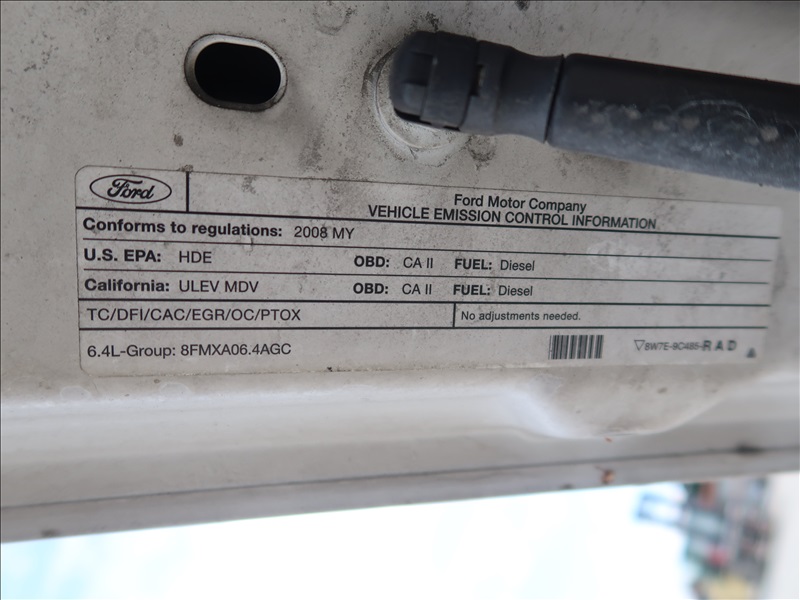 Ford
Ford Motor Company
VEHICLE EMISSION CONTROL INFORMATION
Conforms to regulations: 2008 MY
U.S. EPA: HDE OBD: CA II FUEL: Diesel
California: ULEV MDV OBD: CA II FUEL: Diesel
TC/DFI/CAC/EGR/OC/PTOX No adjustments needed.
6.4L-Group: 8FMXA06.4AGC 8W7E-9C485-RAD